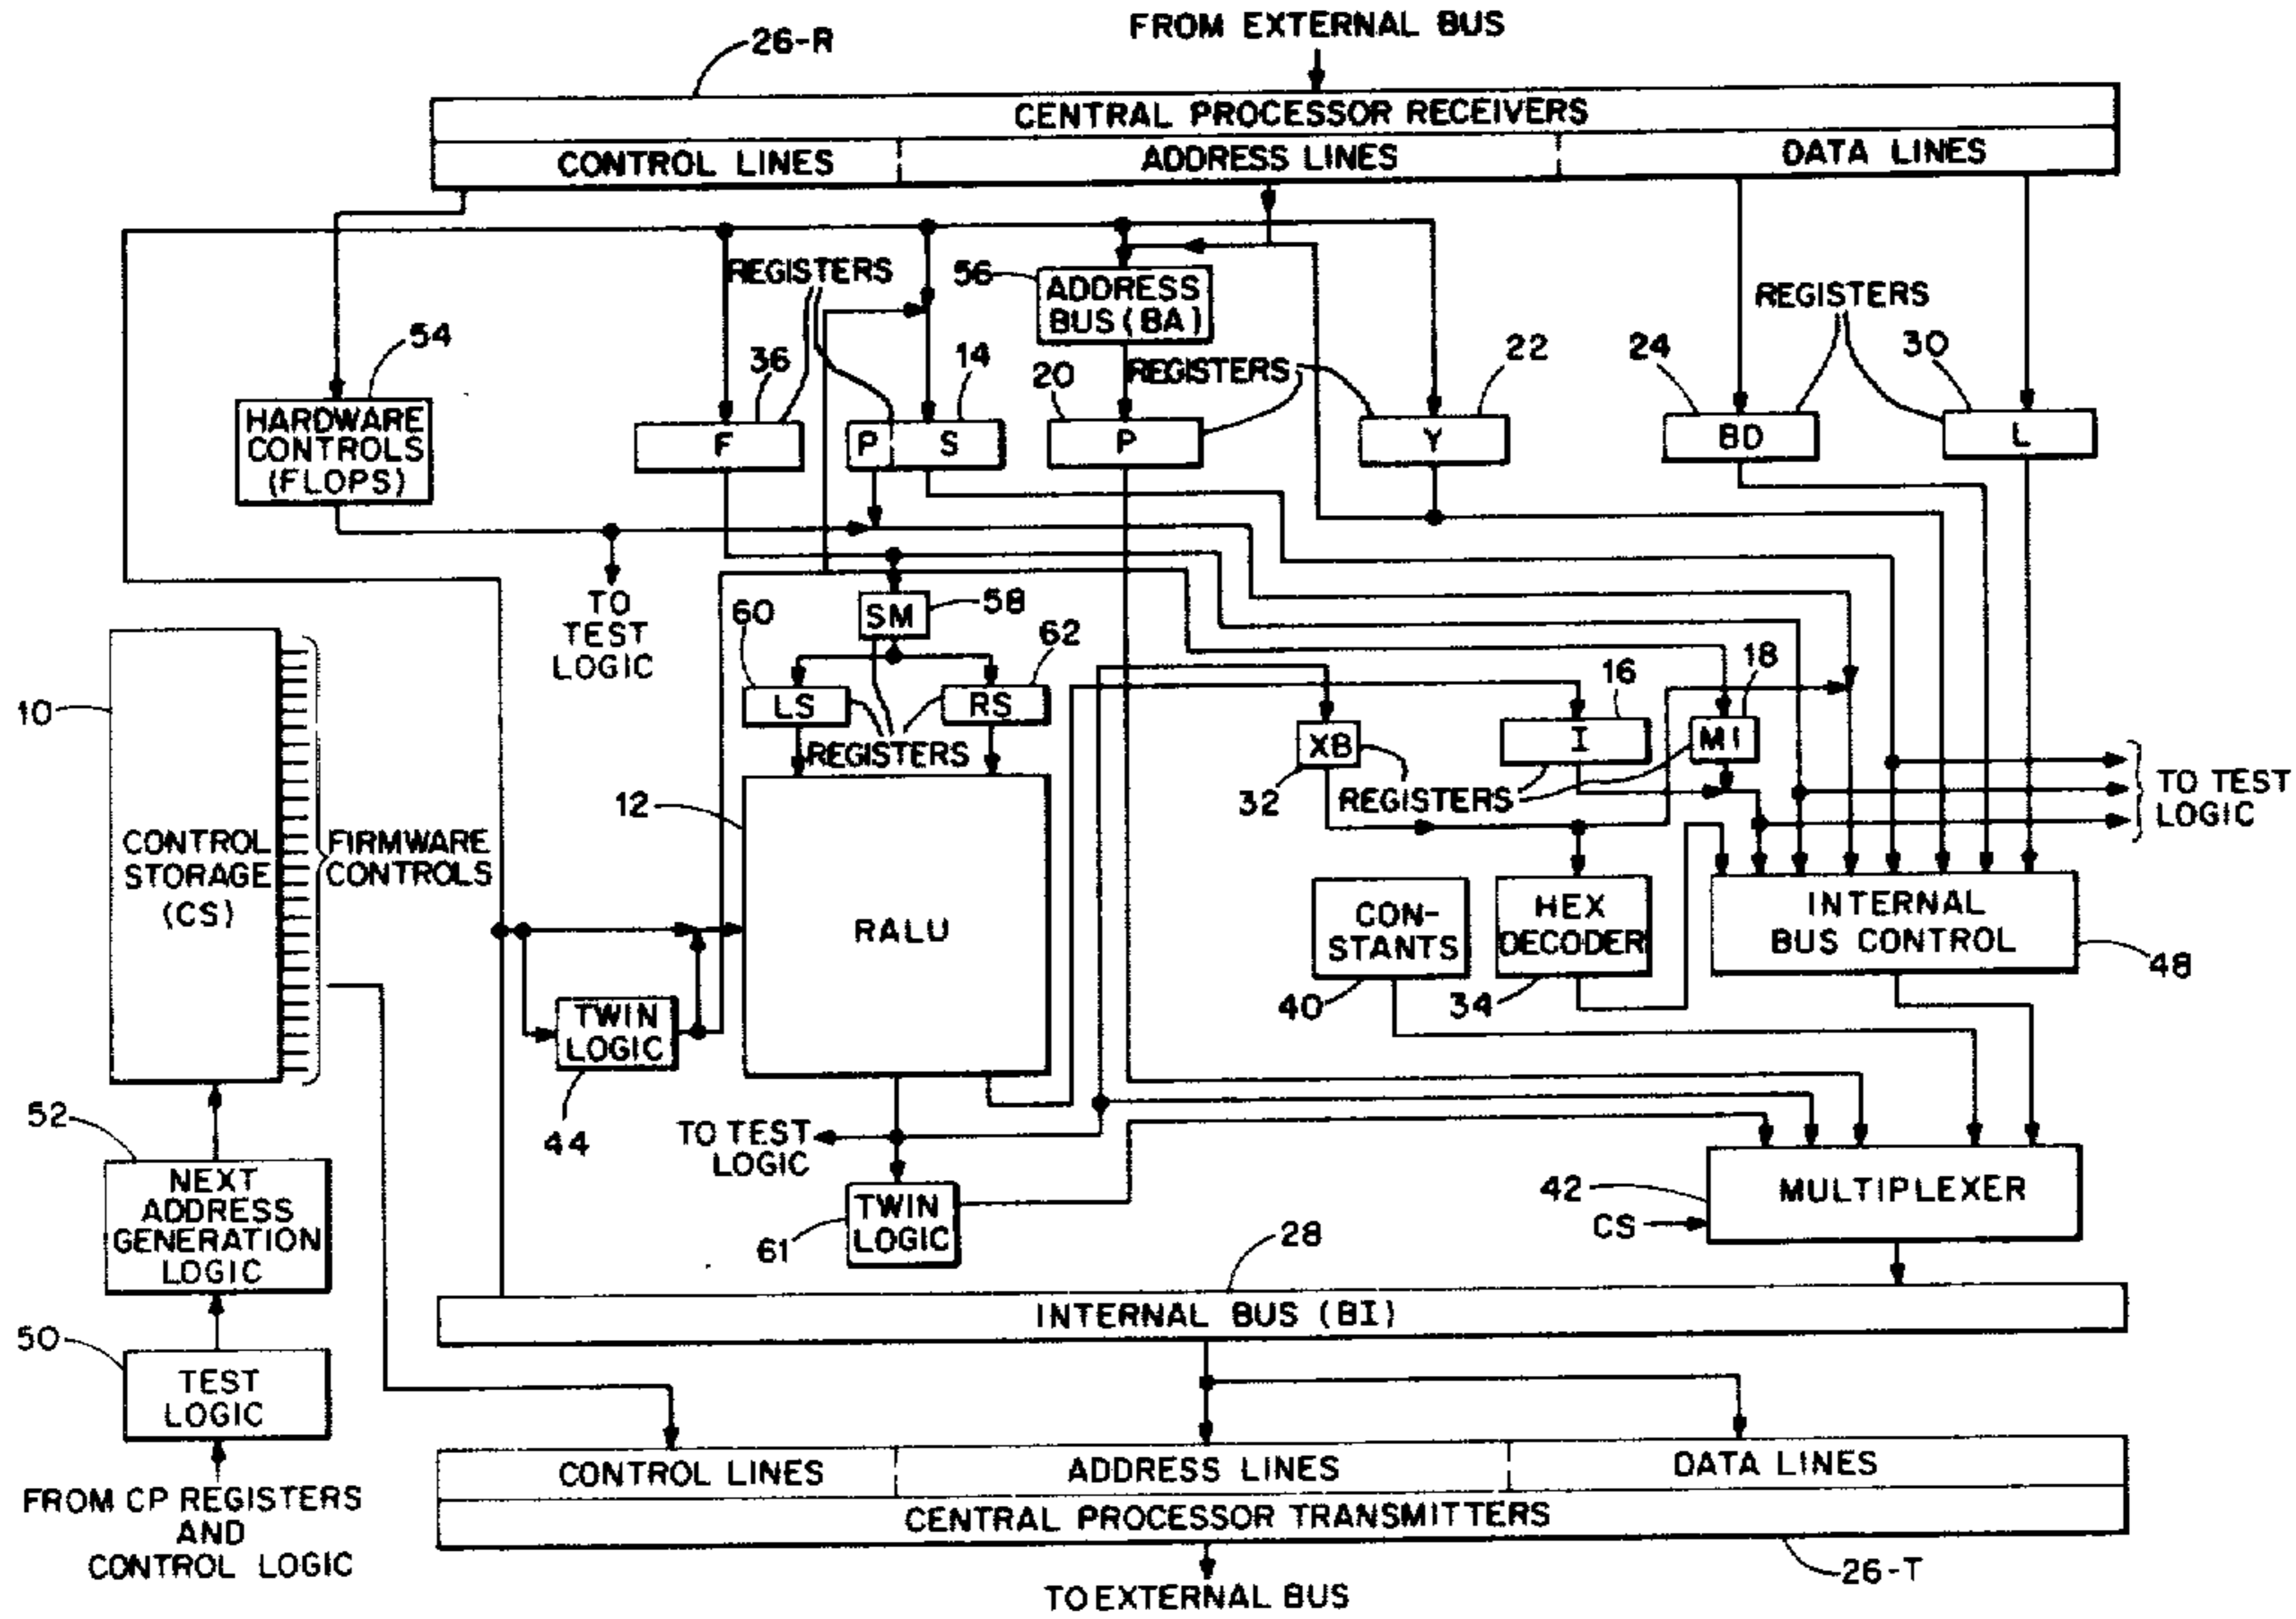 FROM EXTERNAL BUS
26-R
CENTRAL PROCESSOR RECEIVERS
CONTROL LINES
ADDRESS LINES
DATA LINES
REGISTERS
56
ADDRESS
BUS (BA)
REGISTERS
54
36
14
20
REGISTERS
22
24
30
HARDWARE
CONTROLS
(FLOPS)
F
P
S
P
Y
BD
L
TO
TEST
LOGIC
SM
58
60
62
LS
RS
REGISTERS
16
18
XB
I
MI
32
REGISTERS
TO TEST
LOGIC
10
CONTROL
STORAGE
(CS)
FIRMWARE
CONTROLS
12
RALU
CON-
STANTS
40
HEX
DECODER
34
INTERNAL
BUS CONTROL
48
TWIN
LOGIC
44
TO TEST
LOGIC
52
NEXT
ADDRESS
GENERATION
LOGIC
TWIN
LOGIC
61
42
CS
MULTIPLEXER
28
INTERNAL BUS (BI)
50
TEST
LOGIC
FROM CP REGISTERS
AND
CONTROL LOGIC
CONTROL LINES
ADDRESS LINES
DATA LINES
CENTRAL PROCESSOR TRANSMITTERS
26-T
TO EXTERNAL BUS